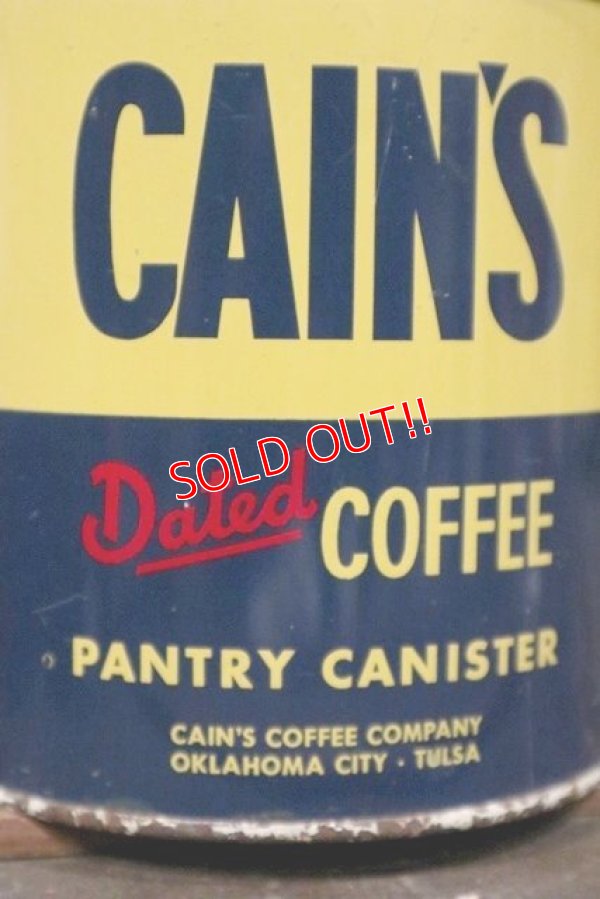 CAIN'S
SOLD OUT!!
Dated COFFEE
PANTRY CANISTER
CAIN'S COFFEE COMPANY
OKLAHOMA CITY · TULSA